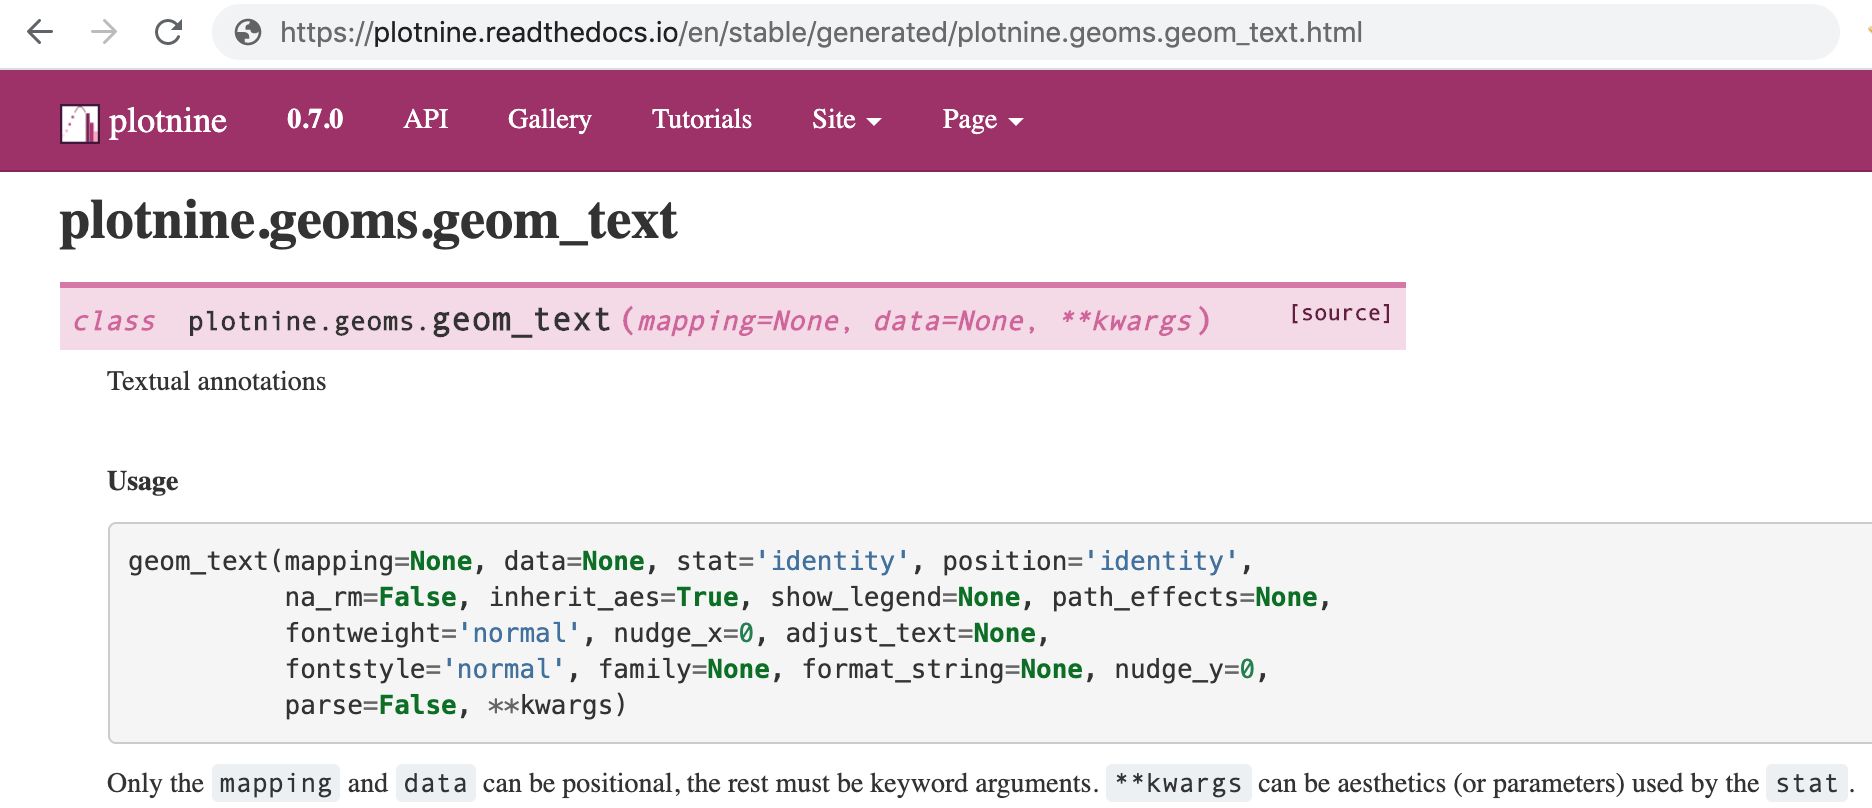 https://plotnine.readthedocs.io/en/stable/generated/plotnine.geoms.geom_text.html
plotnine 0.7.0 API Gallery Tutorials Site Page
plotnine.geoms.geom_text
class plotnine.geoms.geom_text(mapping=None, data=None, **kwargs) [source]
Textual annotations
Usage
geom_text(mapping=None, data=None, stat='identity', position='identity',
na_rm=False, inherit_aes=True, show_legend=None, path_effects=None,
fontweight='normal', nudge_x=0, adjust_text=None,
fontstyle='normal', family=None, format_string=None, nudge_y=0,
parse=False, **kwargs)
Only the mapping and data can be positional, the rest must be keyword arguments. **kwargs can be aesthetics (or parameters) used by the stat.